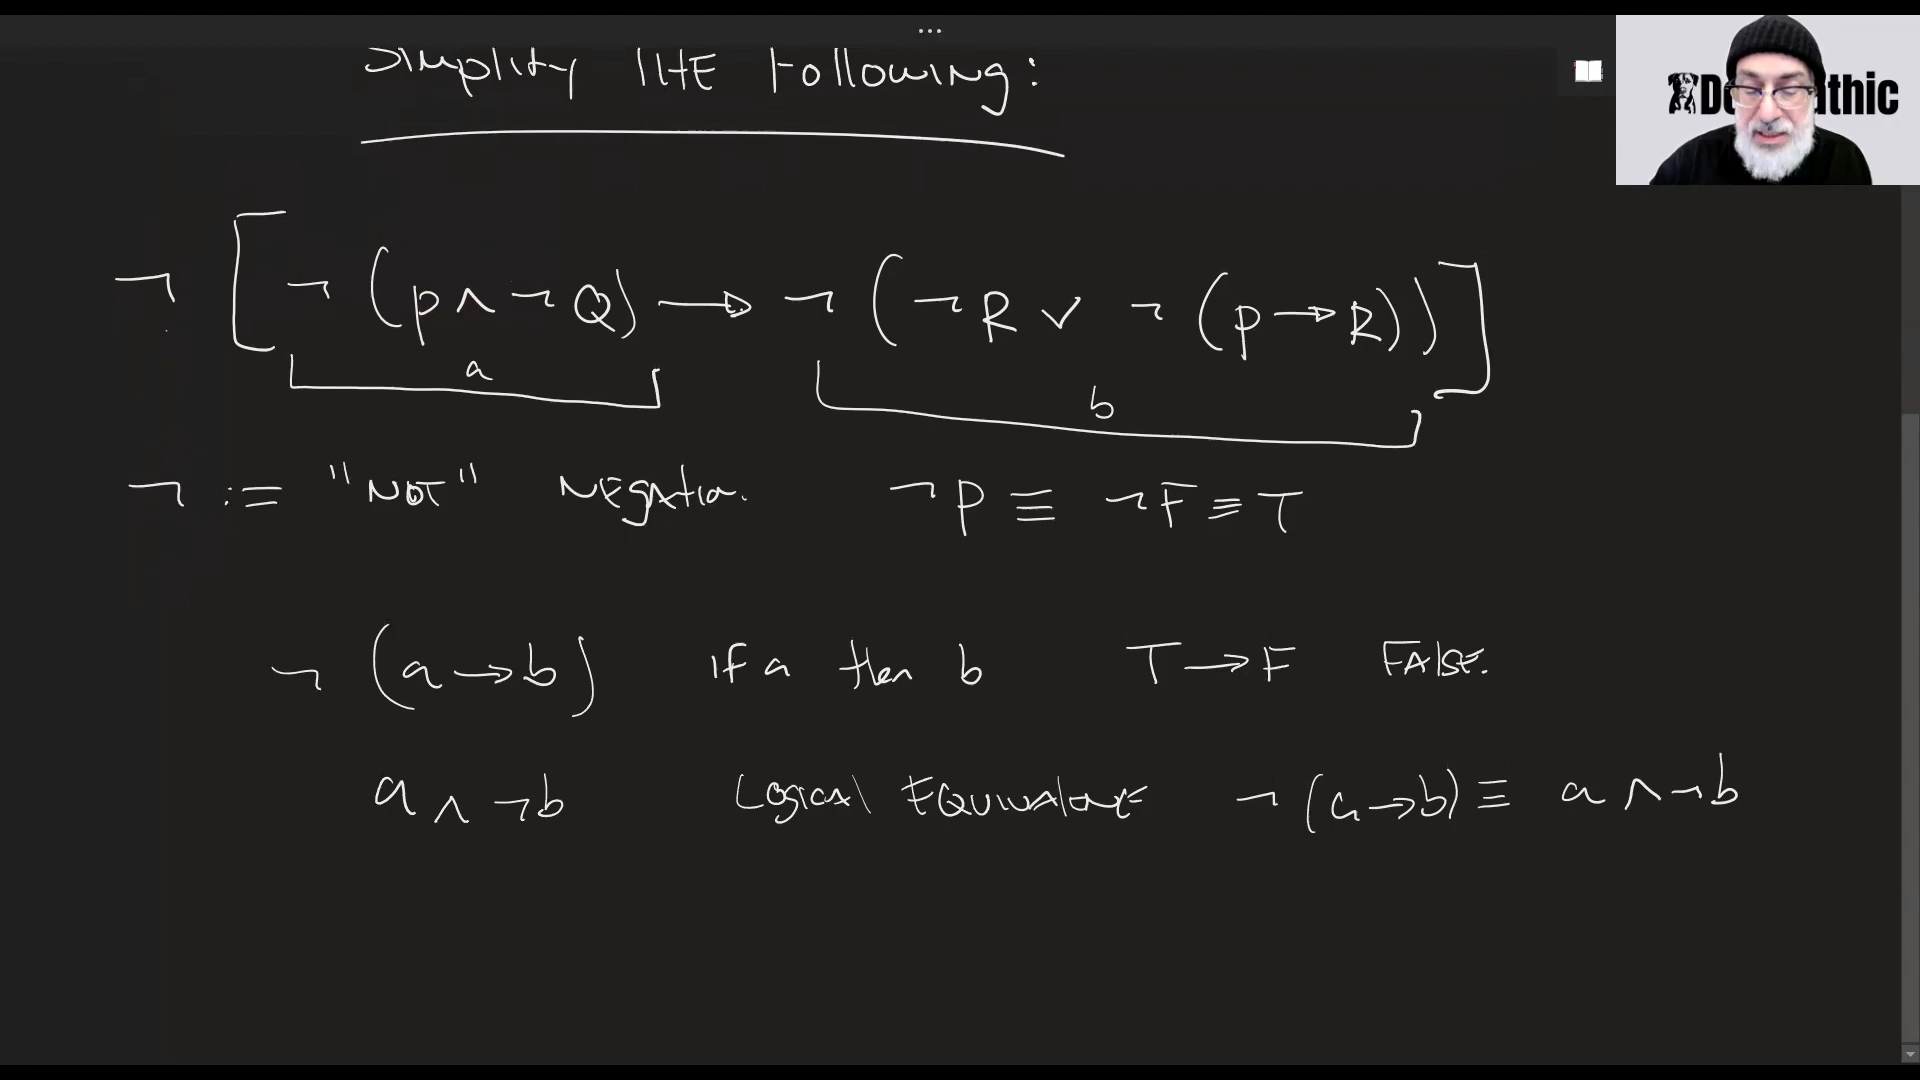 ...
SIMPLIFY THE Following:
¬ [ ¬ (P ∧ ¬ Q) → ¬ (¬ R ∨ ¬ (P → R)) ]
a
b
¬ := "NOT" NEgAtion. ¬ P ≡ ¬ F ≡ T
¬ (a → b) if a then b T → F FAlSE.
a ∧ ¬b LogicAl EQUivAlence ¬ (a → b) ≡ a ∧ ¬b